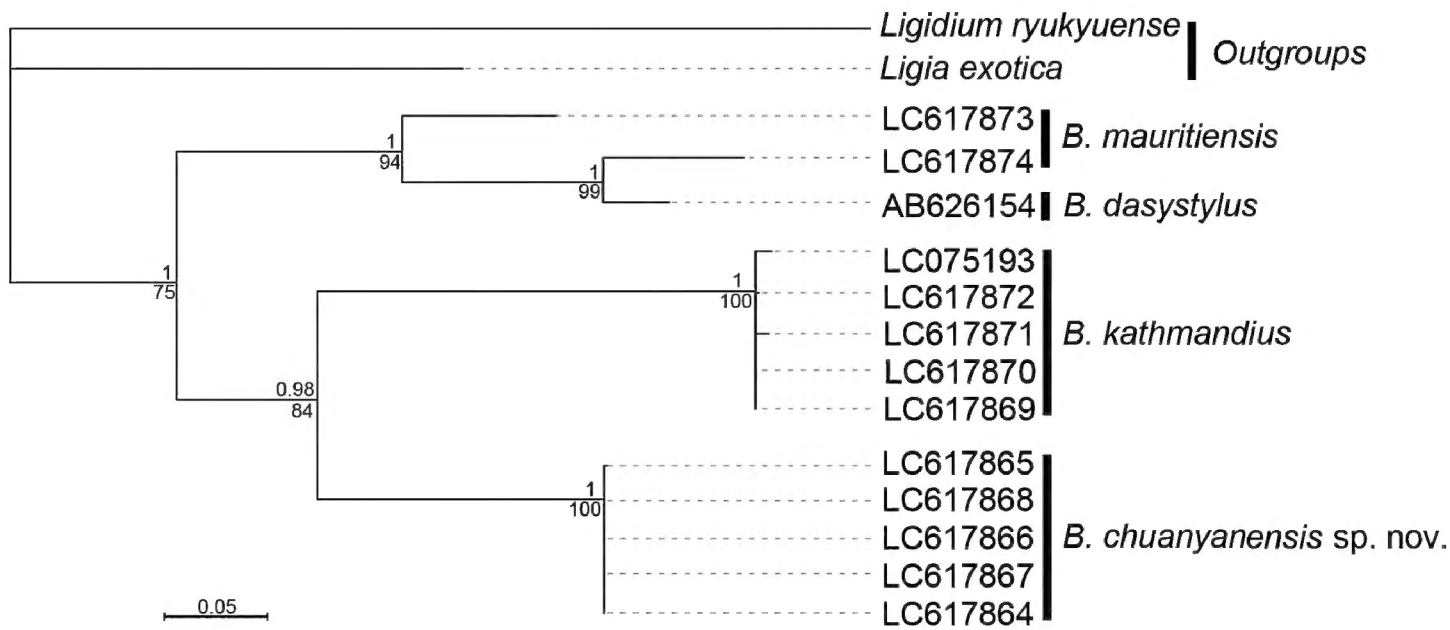 Ligidium ryukyuense
Ligia exotica
Outgroups
LC617873
LC617874
B. mauritiensis
AB626154
B. dasystylus
LC075193
LC617872
LC617871
LC617870
LC617869
B. kathmandius
LC617865
LC617868
LC617866
LC617867
LC617864
B. chuanyanensis sp. nov.
1
94
1
99
1
75
1
100
0.98
84
1
100
0.05